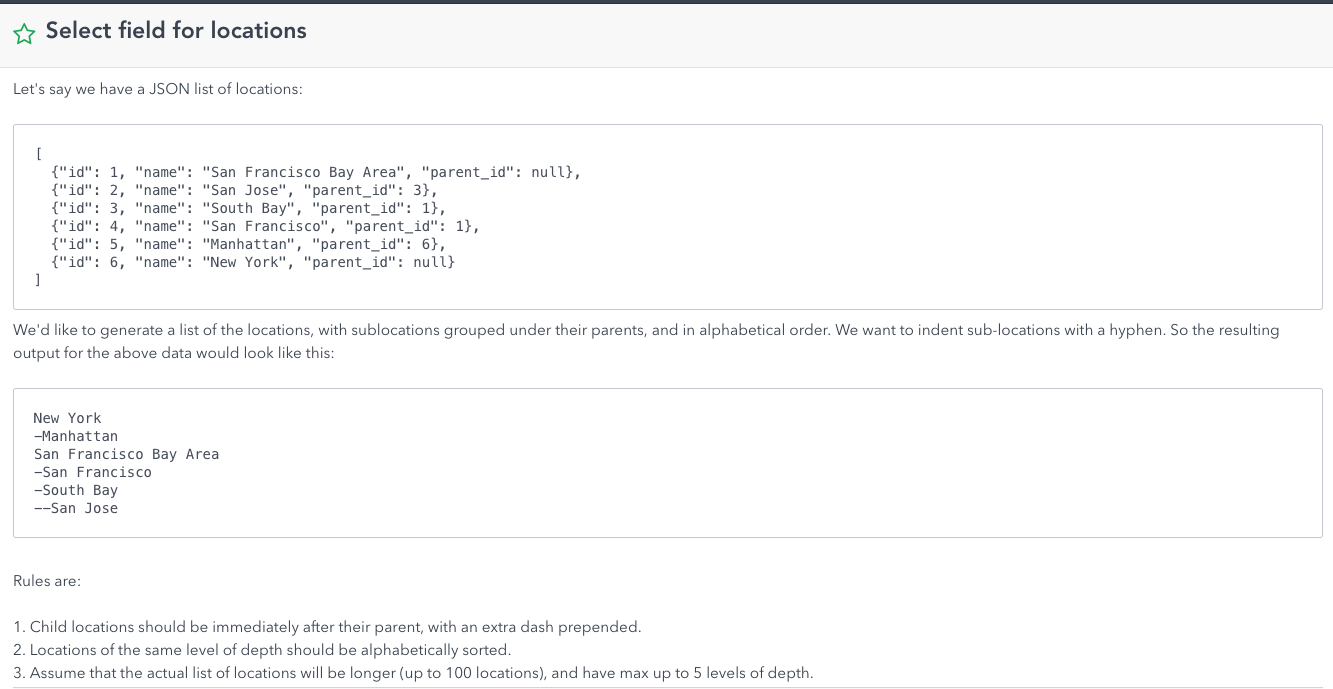 Select field for locations
Let's say we have a JSON list of locations:
[
  {"id": 1, "name": "San Francisco Bay Area", "parent_id": null},
  {"id": 2, "name": "San Jose", "parent_id": 3},
  {"id": 3, "name": "South Bay", "parent_id": 1},
  {"id": 4, "name": "San Francisco", "parent_id": 1},
  {"id": 5, "name": "Manhattan", "parent_id": 6},
  {"id": 6, "name": "New York", "parent_id": null}
]
We'd like to generate a list of the locations, with sublocations grouped under their parents, and in alphabetical order. We want to indent sub-locations with a hyphen. So the resulting
output for the above data would look like this:
New York
-Manhattan
San Francisco Bay Area
-San Francisco
-South Bay
--San Jose
Rules are:
1. Child locations should be immediately after their parent, with an extra dash prepended.
2. Locations of the same level of depth should be alphabetically sorted.
3. Assume that the actual list of locations will be longer (up to 100 locations), and have max up to 5 levels of depth.